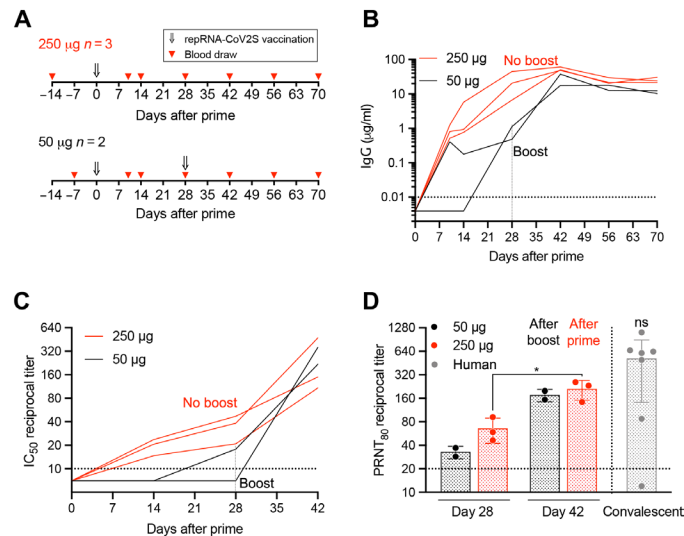 A
250 µg n = 3
repRNA-CoV2S vaccination
Blood draw
−14 −7 0 7 14 21 28 35 42 49 56 63 70
Days after prime
50 µg n = 2
−14 −7 0 7 14 21 28 35 42 49 56 63 70
Days after prime
B
100
10
1
0.1
0.01
IgG (µg/ml)
250 µg
50 µg
No boost
Boost
0 7 14 21 28 35 42 49 56 63 70
Days after prime
C
640
320
160
80
40
20
10
IC50 reciprocal titer
250 µg
50 µg
No boost
Boost
0 7 14 21 28 35 42
Days after prime
D
1280
640
320
160
80
40
20
10
PRNT80 reciprocal titer
50 µg
250 µg
Human
After boost
After prime
ns
*
Day 28 Day 42 Convalescent